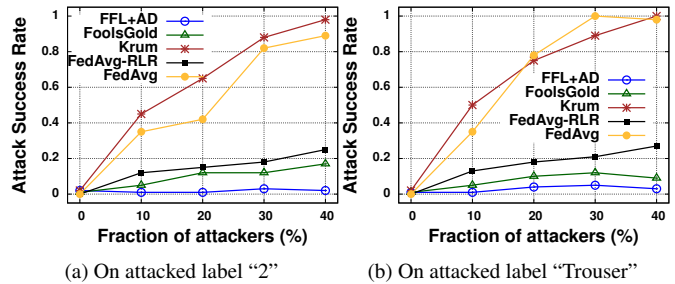 Attack Success Rate
1
0.8
0.6
0.4
0.2
0
0 10 20 30 40
Fraction of attackers (%)
FFL+AD
FoolsGold
Krum
FedAvg-RLR
FedAvg
(a) On attacked label “2”
Attack Success Rate
1
0.8
0.6
0.4
0.2
0
0 10 20 30 40
Fraction of attackers (%)
FFL+AD
FoolsGold
Krum
FedAvg-RLR
FedAvg
(b) On attacked label “Trouser”